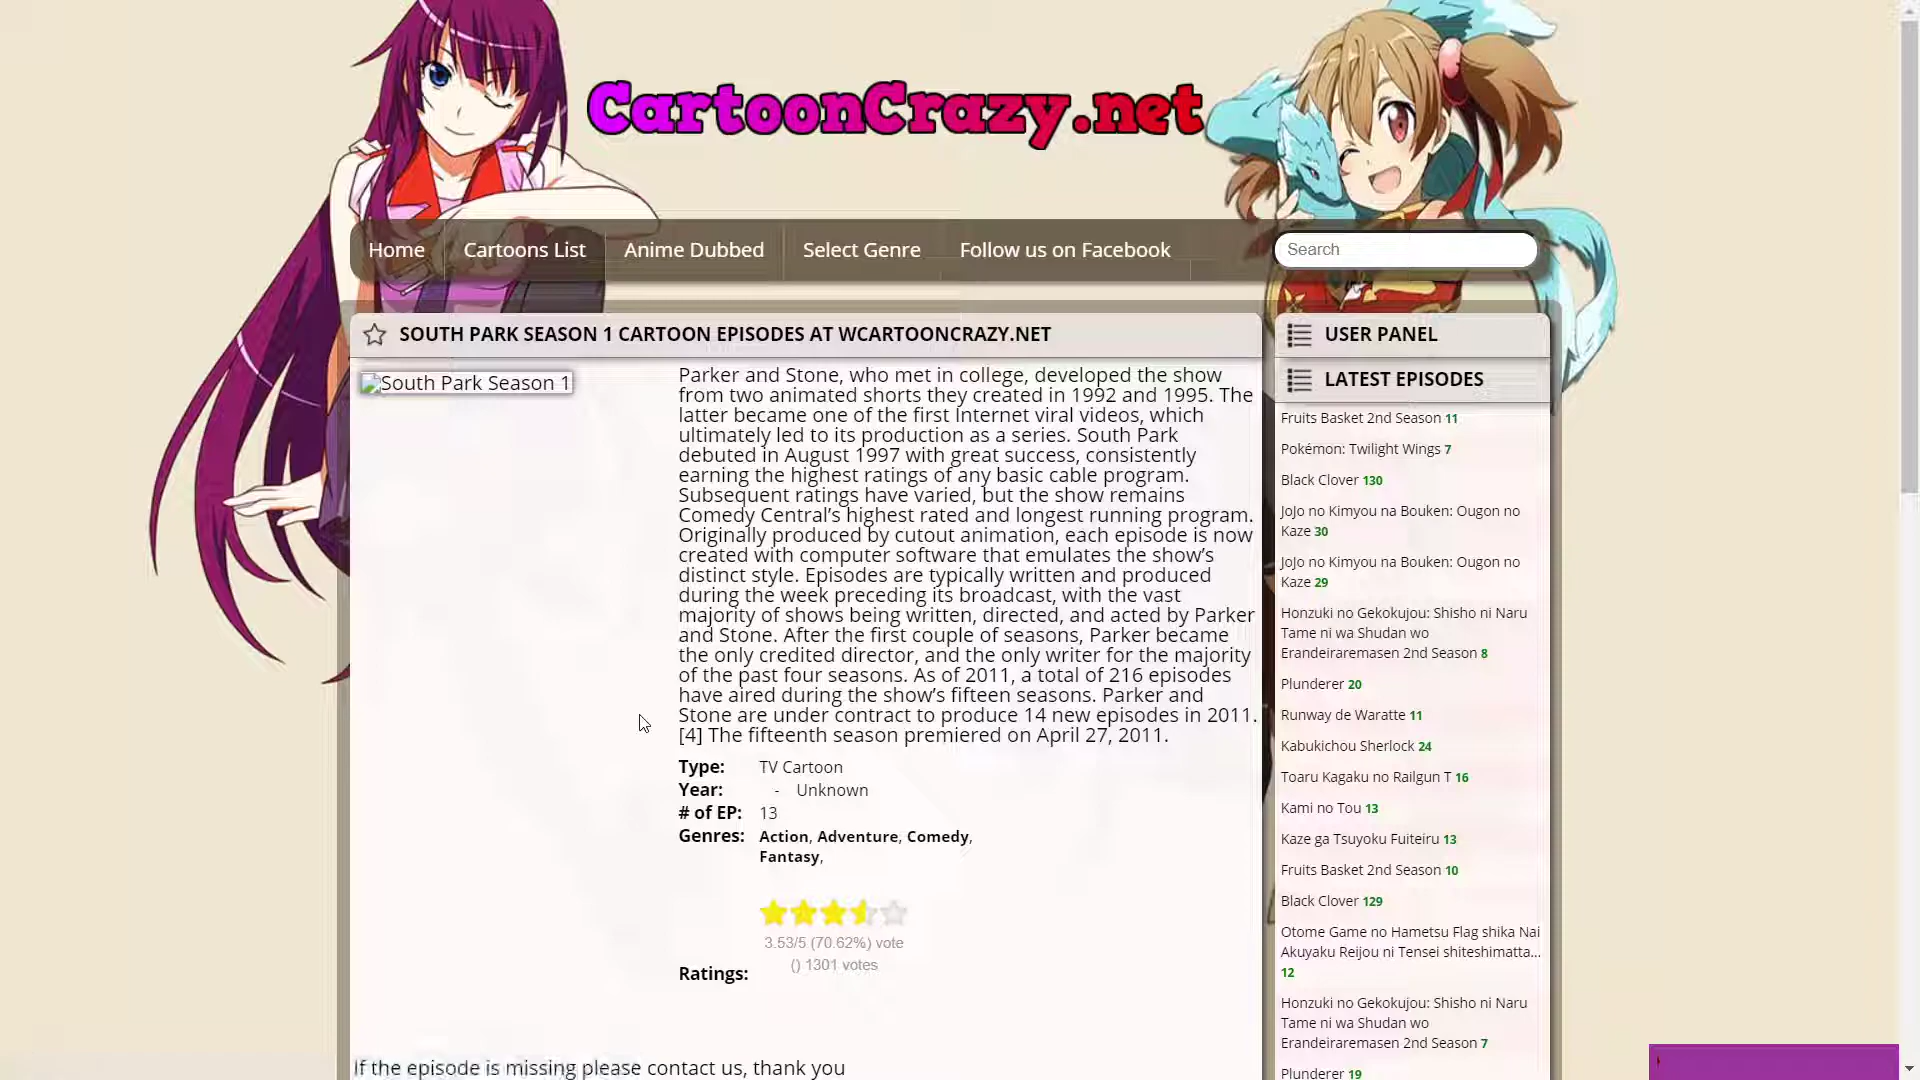 CartoonCrazy.net
Home
Cartoons List
Anime Dubbed
Select Genre
Follow us on Facebook
Search
SOUTH PARK SEASON 1 CARTOON EPISODES AT WCARTOONCRAZY.NET
South Park Season 1
Parker and Stone, who met in college, developed the show
from two animated shorts they created in 1992 and 1995. The
latter became one of the first Internet viral videos, which
ultimately led to its production as a series. South Park
debuted in August 1997 with great success, consistently
earning the highest ratings of any basic cable program.
Subsequent ratings have varied, but the show remains
Comedy Central’s highest rated and longest running program.
Originally produced by cutout animation, each episode is now
created with computer software that emulates the show’s
distinct style. Episodes are typically written and produced
during the week preceding its broadcast, with the vast
majority of shows being written, directed, and acted by Parker
and Stone. After the first couple of seasons, Parker became
the only credited director, and the only writer for the majority
of the past four seasons. As of 2011, a total of 216 episodes
have aired during the show’s fifteen seasons. Parker and
Stone are under contract to produce 14 new episodes in 2011.
[4] The fifteenth season premiered on April 27, 2011.
Type: TV Cartoon
Year: - Unknown
# of EP: 13
Genres: Action, Adventure, Comedy,
Fantasy,
3.53/5 (70.62%) vote
() 1301 votes
Ratings:
If the episode is missing please contact us, thank you
USER PANEL
LATEST EPISODES
Fruits Basket 2nd Season 11
Pokémon: Twilight Wings 7
Black Clover 130
JoJo no Kimyou na Bouken: Ougon no
Kaze 30
JoJo no Kimyou na Bouken: Ougon no
Kaze 29
Honzuki no Gekokujou: Shisho ni Naru
Tame ni wa Shudan wo
Erandeiraremasen 2nd Season 8
Plunderer 20
Runway de Waratte 11
Kabukichou Sherlock 24
Toaru Kagaku no Railgun T 16
Kami no Tou 13
Kaze ga Tsuyoku Fuiteiru 13
Fruits Basket 2nd Season 10
Black Clover 129
Otome Game no Hametsu Flag shika Nai
Akuyaku Reijou ni Tensei shiteshimatta...
12
Honzuki no Gekokujou: Shisho ni Naru
Tame ni wa Shudan wo
Erandeiraremasen 2nd Season 7
Plunderer 19